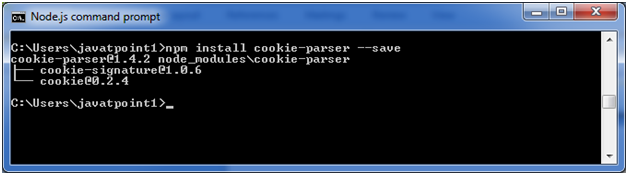 Node.js command prompt
C:\Users\javatpoint1>npm install cookie-parser --save
cookie-parser@1.4.2 node_modules\cookie-parser
├── cookie-signature@1.0.6
└── cookie@0.2.4
C:\Users\javatpoint1>_